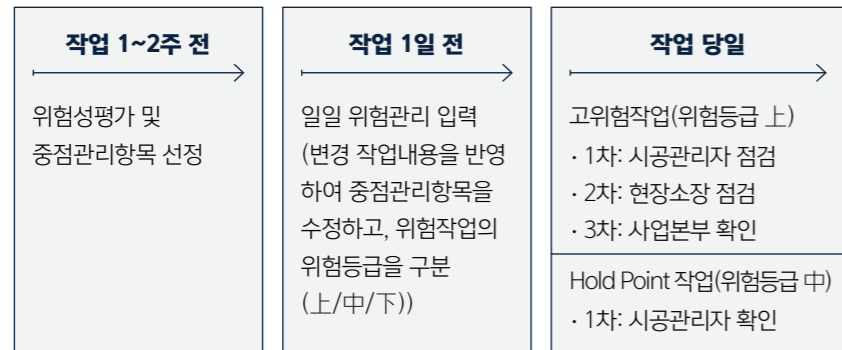 작업 1~2주 전
위험성평가 및
중점관리항목 선정
작업 1일 전
일일 위험관리 입력
(변경 작업내용을 반영
하여 중점관리항목을
수정하고, 위험작업의
위험등급을 구분
(上/中/下))
작업 당일
고위험작업(위험등급 上)
· 1차: 시공관리자 점검
· 2차: 현장소장 점검
· 3차: 사업본부 확인
Hold Point 작업(위험등급 中)
· 1차: 시공관리자 확인